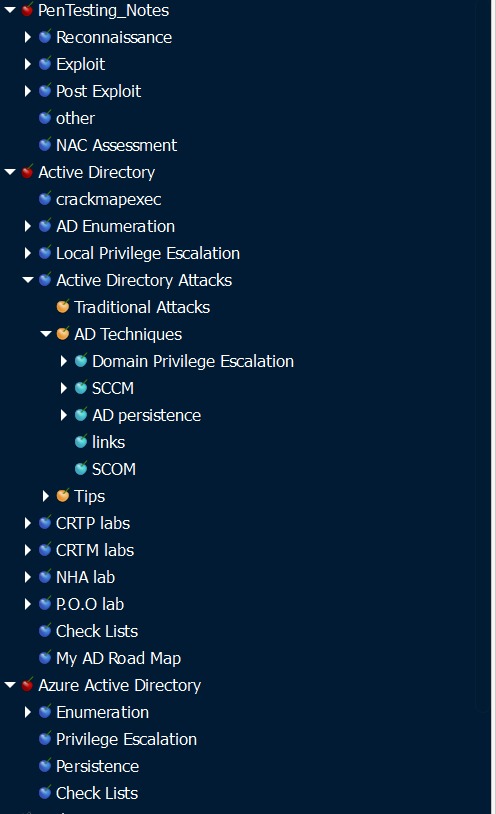 PenTesting_Notes
Reconnaissance
Exploit
Post Exploit
other
NAC Assessment
Active Directory
crackmapexec
AD Enumeration
Local Privilege Escalation
Active Directory Attacks
Traditional Attacks
AD Techniques
Domain Privilege Escalation
SCCM
AD persistence
links
SCOM
Tips
CRTP labs
CRTM labs
NHA lab
P.O.O lab
Check Lists
My AD Road Map
Azure Active Directory
Enumeration
Privilege Escalation
Persistence
Check Lists